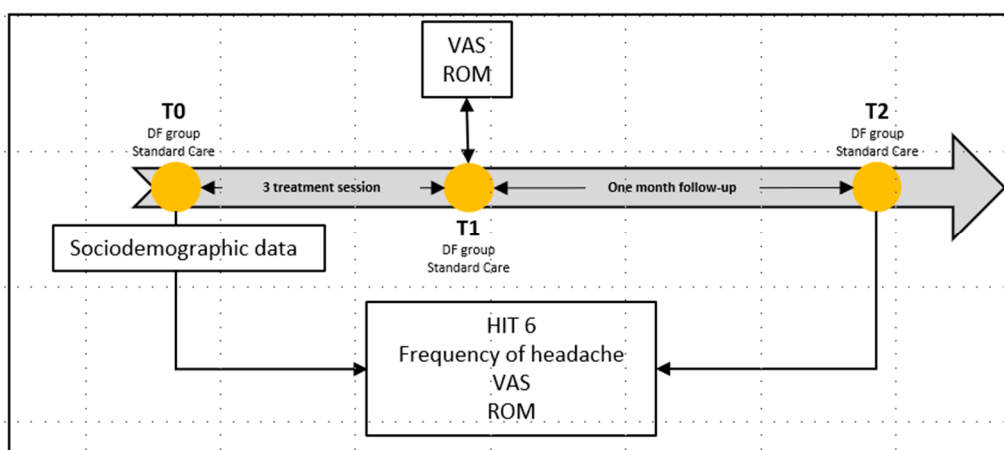 VAS
ROM
T0
DF group
Standard Care
T2
DF group
Standard Care
3 treatment session
One month follow-up
T1
DF group
Standard Care
Sociodemographic data
HIT 6
Frequency of headache
VAS
ROM